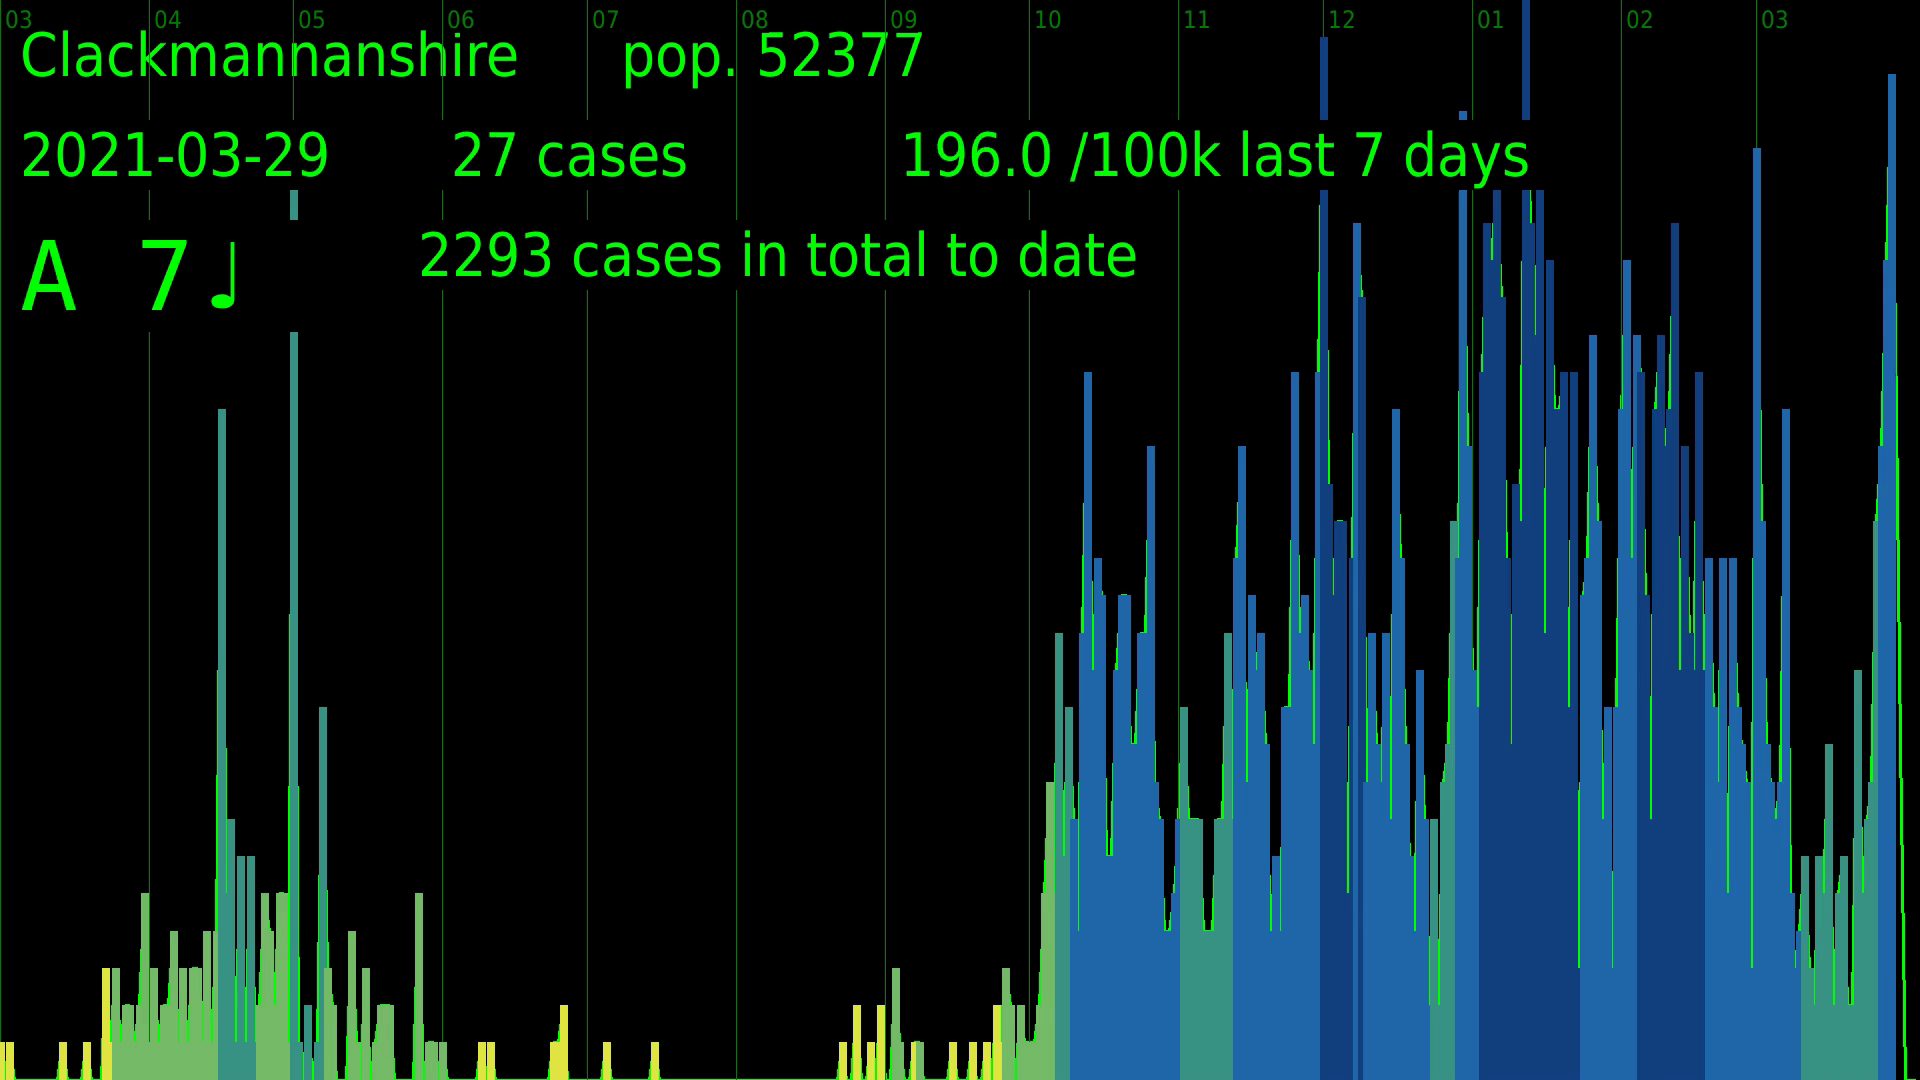 03 04 05 06 07 08 09 10 11 12 01 02 03
Clackmannanshire pop. 52377
2021-03-29 27 cases 196.0 /100k last 7 days
A 7♩ 2293 cases in total to date